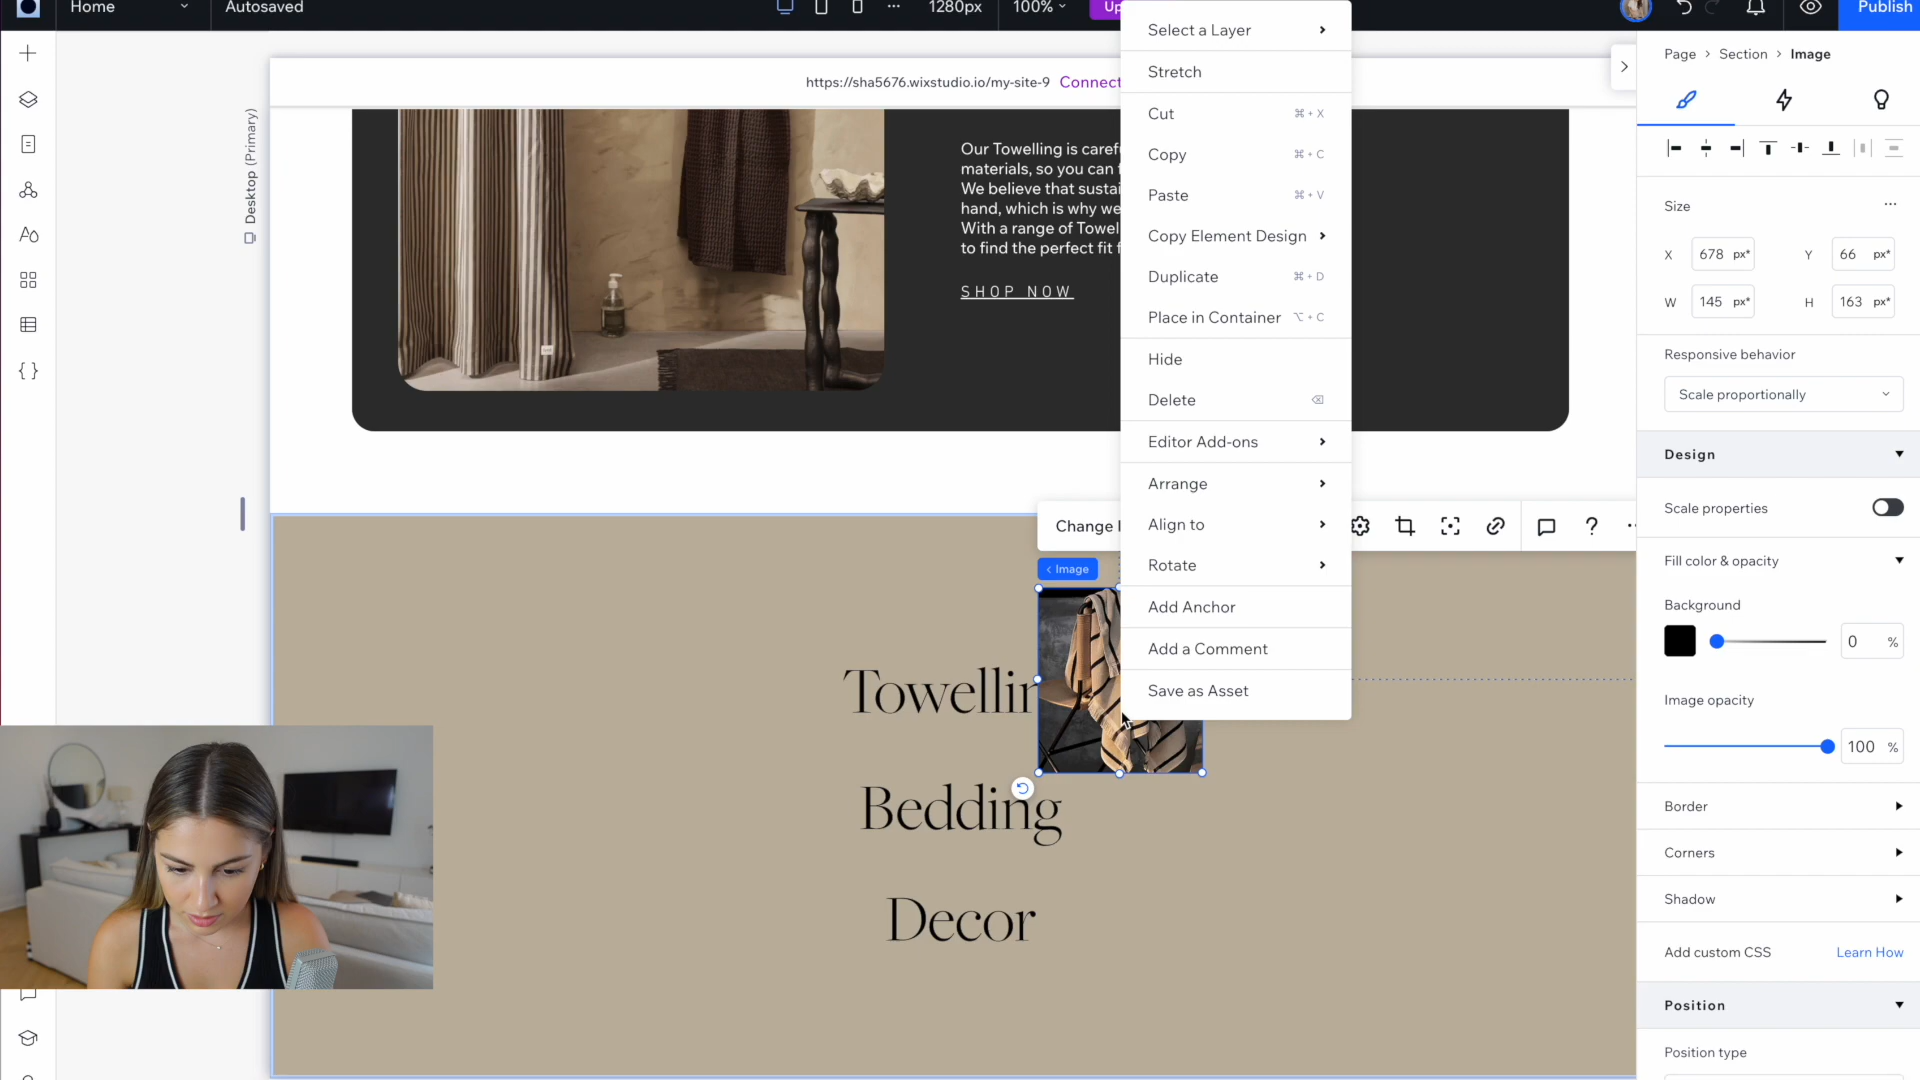 Home
Autosaved
1280px
100%
Up
Publish
https://sha5676.wixstudio.io/my-site-9 Connect
Desktop (Primary)
Our Towelling is caref
materials, so you can
We believe that sustai
hand, which is why we
With a range of Towel
to find the perfect fit f
SHOP NOW
Select a Layer
Stretch
Cut ⌘ + X
Copy ⌘ + C
Paste ⌘ + V
Copy Element Design
Duplicate ⌘ + D
Place in Container ⌥ + C
Hide
Delete
Editor Add-ons
Arrange
Align to
Rotate
Add Anchor
Add a Comment
Save as Asset
Change
< Image
Towellin
Bedding
Decor
Page > Section > Image
Size
X 678 px* Y 66 px*
W 145 px* H 163 px*
Responsive behavior
Scale proportionally
Design
Scale properties
Fill color & opacity
Background
0 %
Image opacity
100 %
Border
Corners
Shadow
Add custom CSS Learn How
Position
Position type